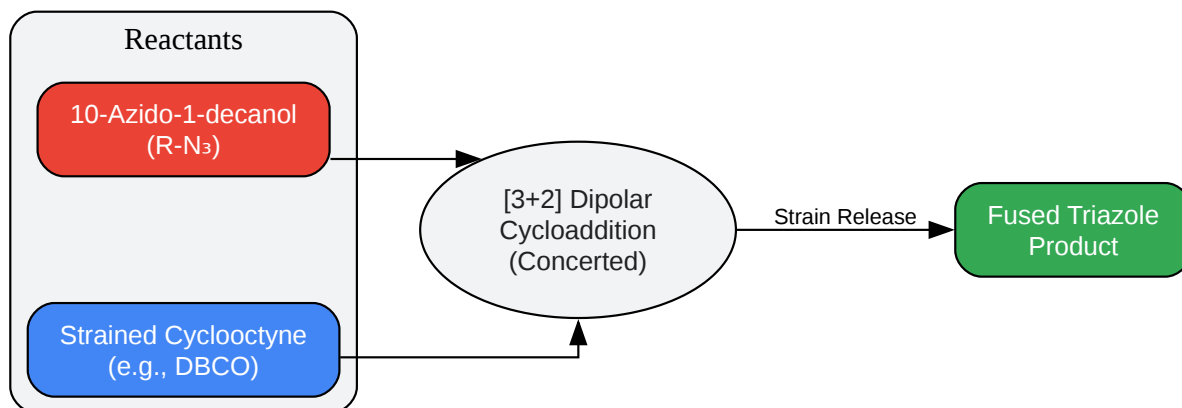 Reactants
10-Azido-1-decanol
(R-N₃)
Strained Cyclooctyne
(e.g., DBCO)
[3+2] Dipolar
Cycloaddition
(Concerted)
Strain Release
Fused Triazole
Product